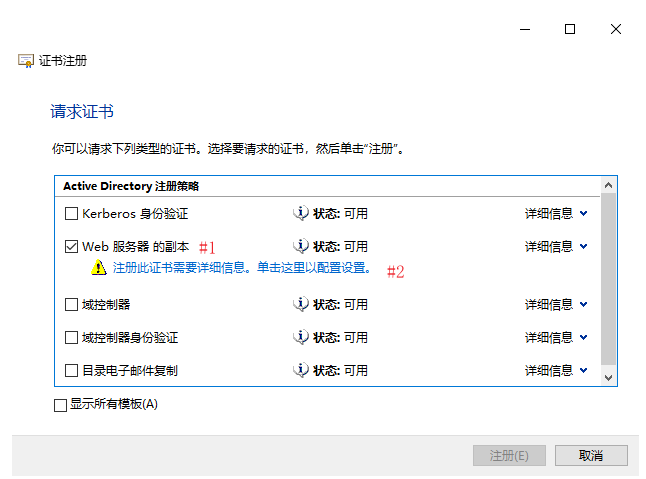 证书注册
请求证书
你可以请求下列类型的证书。选择要请求的证书，然后单击“注册”。
Active Directory 注册策略
Kerberos 身份验证 状态: 可用 详细信息
Web 服务器 的副本 #1 状态: 可用 详细信息
注册此证书需要详细信息。单击这里以配置设置。 #2
域控制器 状态: 可用 详细信息
域控制器身份验证 状态: 可用 详细信息
目录电子邮件复制 状态: 可用 详细信息
显示所有模板(A)
注册(E) 取消